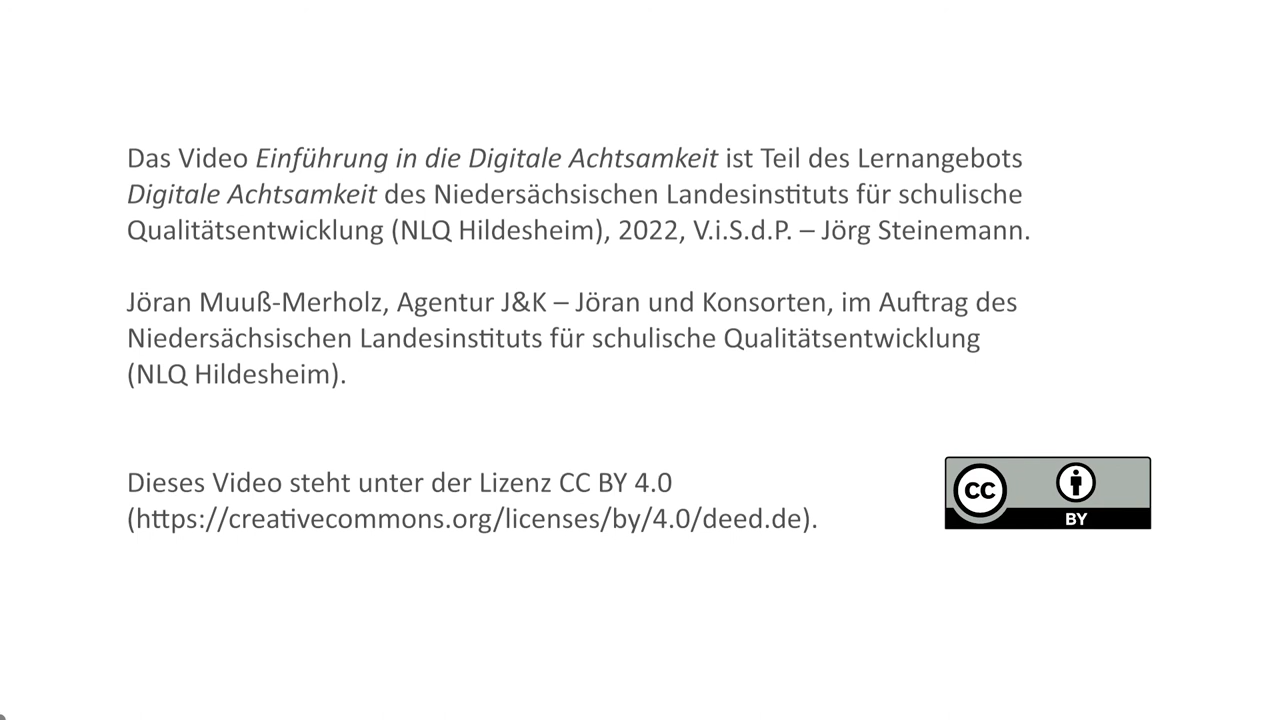 Das Video Einführung in die Digitale Achtsamkeit ist Teil des Lernangebots
Digitale Achtsamkeit des Niedersächsischen Landesinstituts für schulische
Qualitätsentwicklung (NLQ Hildesheim), 2022, V.i.S.d.P. – Jörg Steinemann.
Jöran Muuß-Merholz, Agentur J&K – Jöran und Konsorten, im Auftrag des
Niedersächsischen Landesinstituts für schulische Qualitätsentwicklung
(NLQ Hildesheim).
Dieses Video steht unter der Lizenz CC BY 4.0
(https://creativecommons.org/licenses/by/4.0/deed.de).
CC
BY